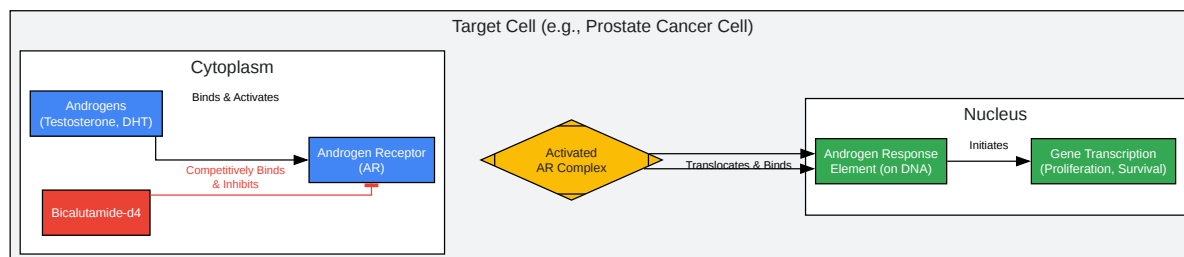 Target Cell (e.g., Prostate Cancer Cell)
Cytoplasm
Binds & Activates
Androgens
(Testosterone, DHT)
Androgen Receptor
(AR)
Competitively Binds
& Inhibits
Bicalutamide-d4
Activated
AR Complex
Translocates & Binds
Nucleus
Androgen Response
Element (on DNA)
Initiates
Gene Transcription
(Proliferation, Survival)